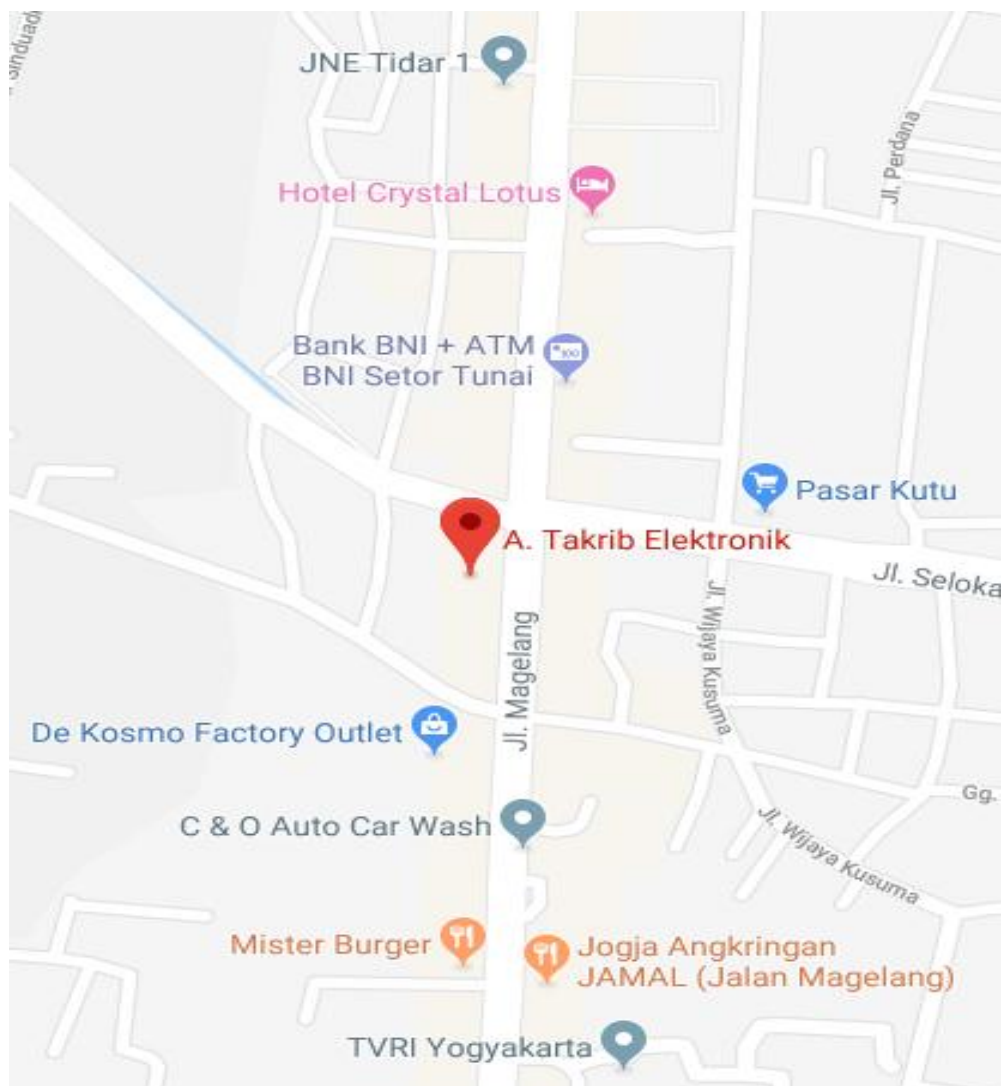 Sinduadi
JNE Tidar 1
Jl. Perdana
Hotel Crystal Lotus
Bank BNI + ATM
BNI Setor Tunai
100
Pasar Kutu
A. Takrib Elektronik
Jl. Seloka
Jl. Wijaya Kusuma
Jl. Magelang
De Kosmo Factory Outlet
Gg.
C & O Auto Car Wash
Jl. Wijaya Kusuma
Mister Burger
Jogja Angkringan
JAMAL (Jalan Magelang)
TVRI Yogyakarta